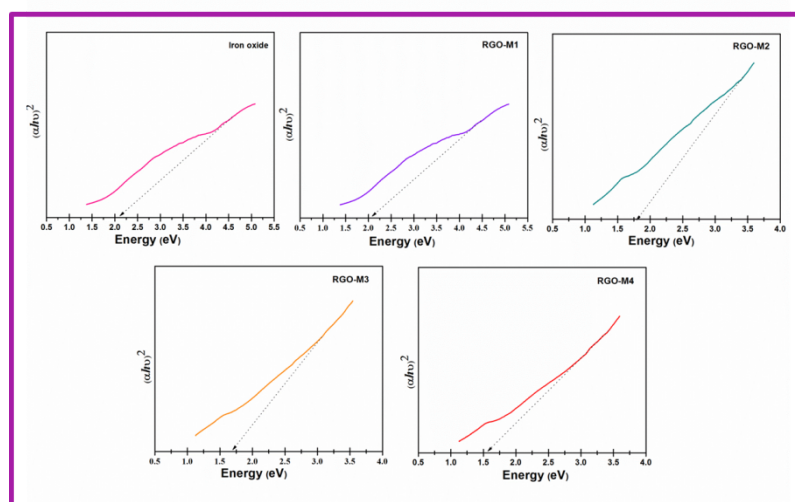 Iron oxide
(αhυ)²
0.5 1.0 1.5 2.0 2.5 3.0 3.5 4.0 4.5 5.0 5.5
Energy (eV)
RGO-M1
(αhυ)²
0.5 1.0 1.5 2.0 2.5 3.0 3.5 4.0 4.5 5.0 5.5
Energy (eV)
RGO-M2
(αhυ)²
0.5 1.0 1.5 2.0 2.5 3.0 3.5 4.0
Energy (eV)
RGO-M3
(αhυ)²
0.5 1.0 1.5 2.0 2.5 3.0 3.5 4.0
Energy (eV)
RGO-M4
(αhυ)²
0.5 1.0 1.5 2.0 2.5 3.0 3.5 4.0
Energy (eV)